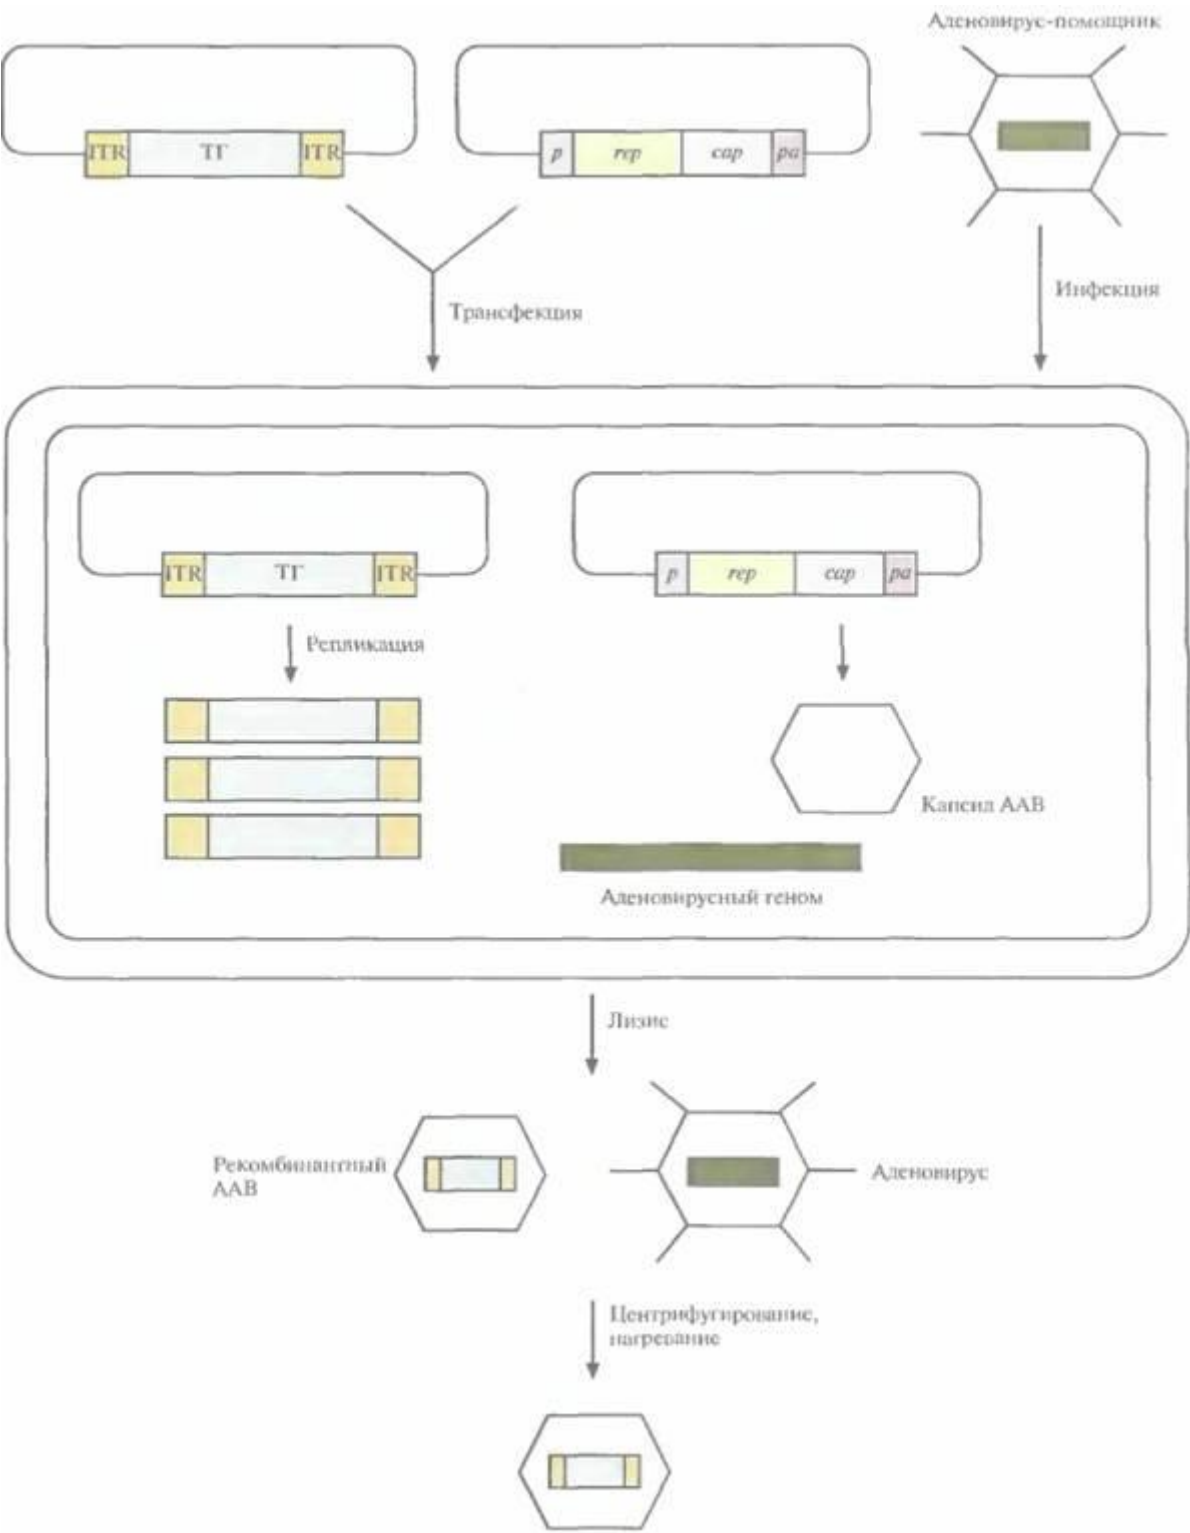 Аденовирус-помощник
ITR ТГ ITR
p rep cap pa
Трансфекция
Инфекция
ITR ТГ ITR
p rep cap pa
Репликация
Капсид ААВ
Аденовирусный геном
Лизис
Рекомбинантный
ААВ
Аденовирус
Центрифугирование,
нагревание